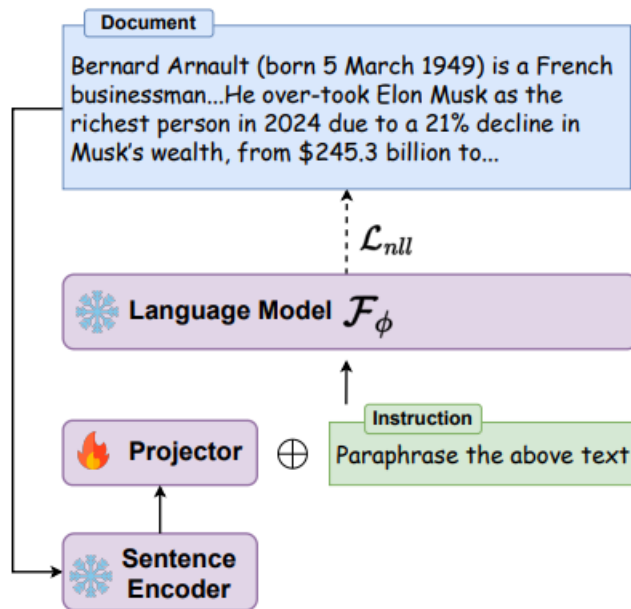 Document
Bernard Arnault (born 5 March 1949) is a French
businessman...He over-took Elon Musk as the
richest person in 2024 due to a 21% decline in
Musk's wealth, from $245.3 billion to...
ℒₙₗₗ
Language Model ℱᵩ
Instruction
Projector ⊕ Paraphrase the above text
Sentence
Encoder